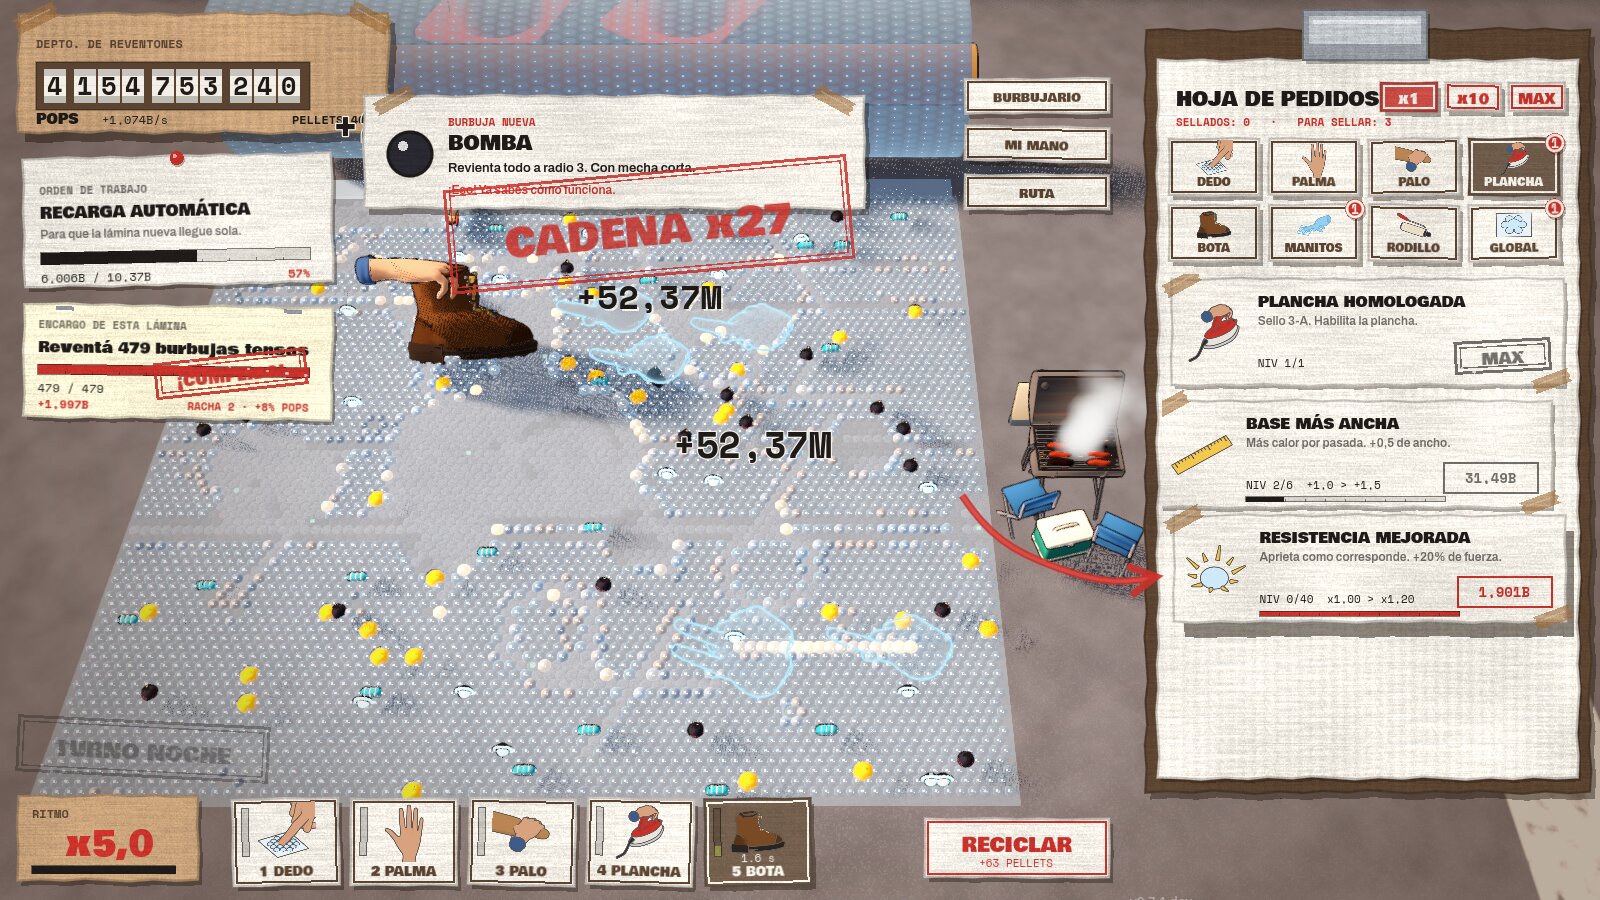 DEPTO. DE REVENTONES
4 154 753 240
POPS +1,074B/s PELLETS
ORDEN DE TRABAJO
RECARGA AUTOMÁTICA
Para que la lámina nueva llegue sola.
6,006B / 10,37B 57%
ENCARGO DE ESTA LÁMINA
Reventá 479 burbujas tensas
479 / 479
+1,997B RACHA 2 · +8% POPS
TURNO NOCHE
RITMO
x5,0
BURBUJA NUEVA
BOMBA
Revienta todo a radio 3. Con mecha corta.
¡Eao! Ya sabés cómo funciona.
CADENA x27
+52,37M
+52,37M
BURBUJARIO
MI MANO
RUTA
1 DEDO
2 PALMA
3 PALO
4 PLANCHA
1.6 s
5 BOTA
RECICLAR
+63 PELLETS
HOJA DE PEDIDOS x1 x10 MAX
SELLADOS: 0 · PARA SELLAR: 3
DEDO PALMA PALO PLANCHA 1
BOTA MANITOS 1 RODILLO GLOBAL 1
PLANCHA HOMOLOGADA
Sello 3-A. Habilita la plancha.
NIV 1/1 MAX
BASE MÁS ANCHA
Más calor por pasada. +0,5 de ancho.
NIV 2/6 +1.0 > +1.5 31,49B
RESISTENCIA MEJORADA
Aprieta como corresponde. +20% de fuerza.
NIV 0/40 x1.00 > x1.20 1,901B